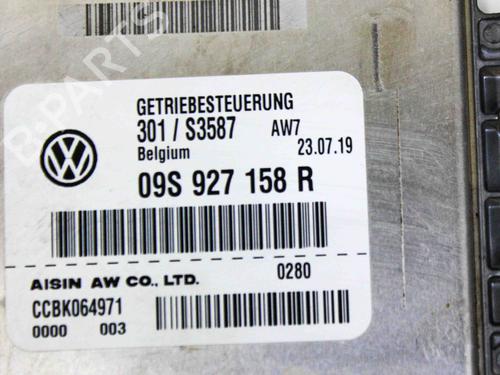 B-PARTS
GETRIEBESTEUERUNG
301 / S3587 AW7
Belgium 23.07.19
09S 927 158 R
AISIN AW CO., LTD. 0280
CCBK064971
0000 003